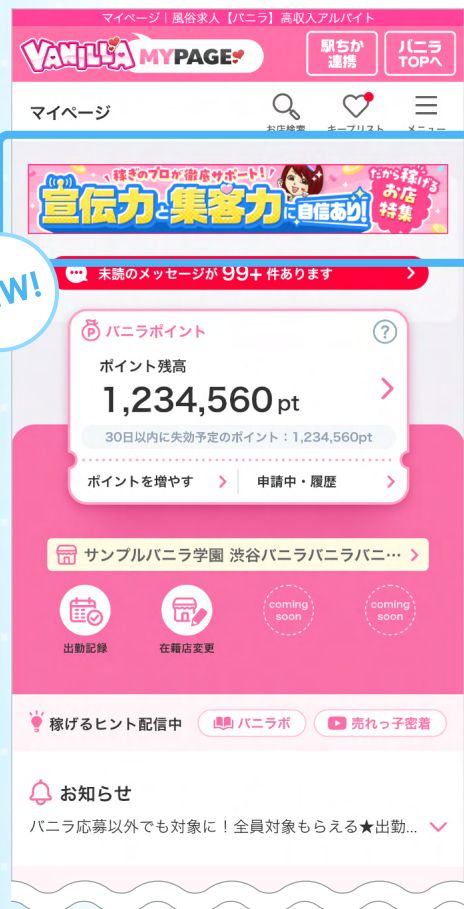 マイページ｜風俗求人【バニラ】高収入アルバイト
VANILLA MYPAGE
駅ちか連携
バニラTOPへ
マイページ
お店検索 キープリスト メニュー
稼ぎのプロが徹底サポート!
宣伝力と集客力に自信あり!
だから稼げるお店特集
W!
未読のメッセージが 99+ 件あります
バニラポイント ?
ポイント残高
1,234,560 pt
30日以内に失効予定のポイント：1,234,560pt
ポイントを増やす 申請中・履歴
サンプルバニラ学園 渋谷バニラバニラバニ…
coming soon
coming soon
出勤記録 在籍店変更
稼げるヒント配信中 バニラボ 売れっ子密着
お知らせ
バニラ応募以外でも対象に！全員対象もらえる★出勤...